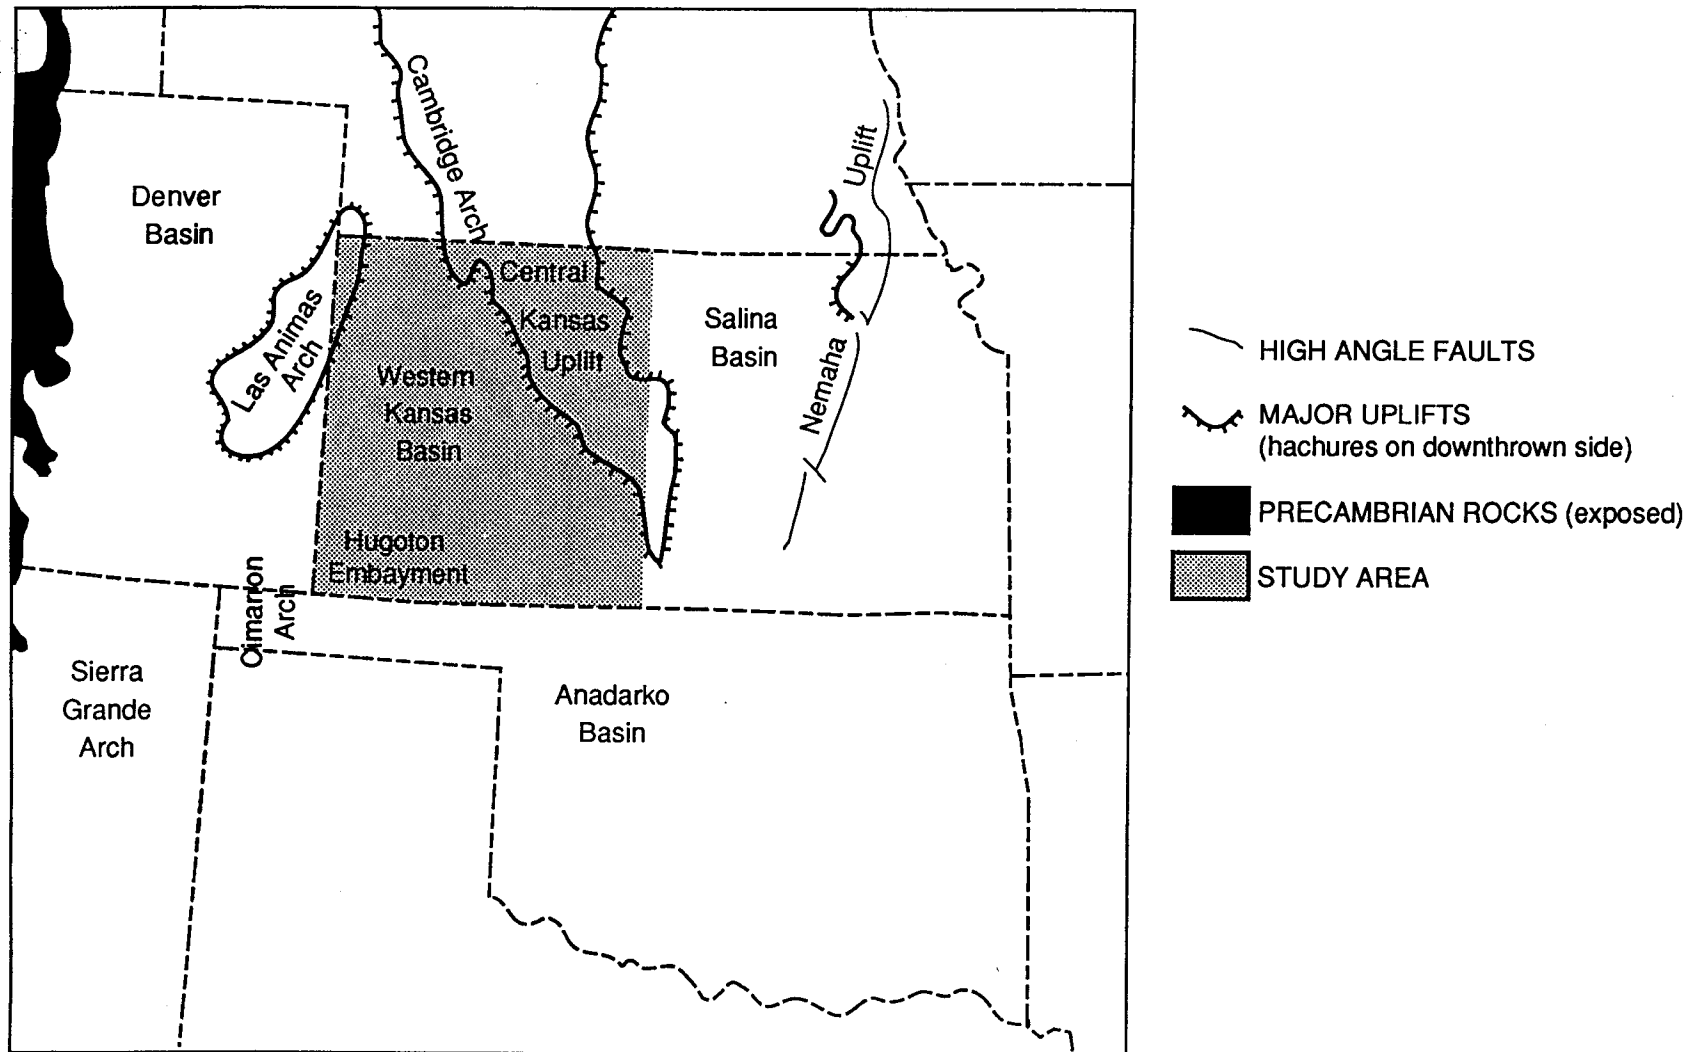 Cambridge Arch
Uplift
Denver
Basin
Central
Kansas
Uplift
Las Animas
Arch
Salina
Basin
Western
Kansas
Basin
Nemaha
Hugoton
Embayment
Cimarron
Arch
Sierra
Grande
Arch
Anadarko
Basin
HIGH ANGLE FAULTS
MAJOR UPLIFTS
(hachures on downthrown side)
PRECAMBRIAN ROCKS (exposed)
STUDY AREA